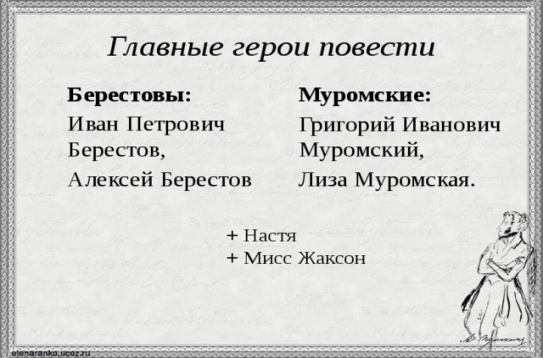 Главные герои повести
Берестовы:
Иван Петрович
Берестов,
Алексей Берестов
Муромские:
Григорий Иванович
Муромский,
Лиза Муромская.
+ Настя
+ Мисс Жаксон
elenaranko.ucoz.ru